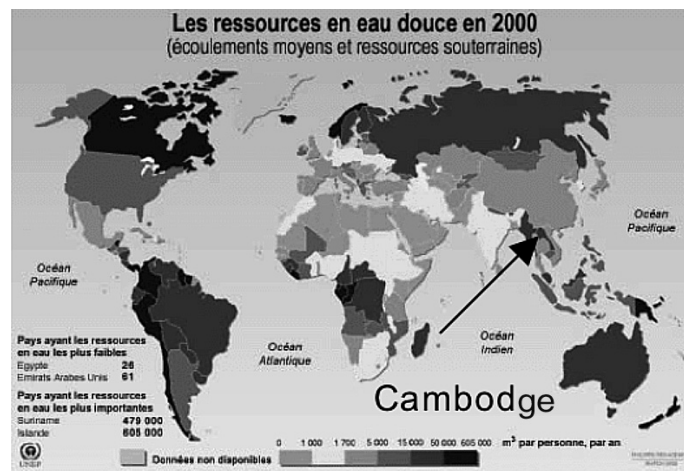 Les ressources en eau douce en 2000
(écoulements moyens et ressources souterraines)
Océan
Pacifique
Océan
Pacifique
Océan
Atlantique
Océan
Indien
Cambodge
Pays ayant les ressources
en eau les plus faibles
Egypte 26
Emirats Arabes Unis 61
Pays ayant les ressources
en eau les plus importantes
Suriname 479 000
Islande 605 000
Données non disponibles
0 1 000 1 700 5 000 15 000 50 000 605 000 m³ par personne, par an
UNEP